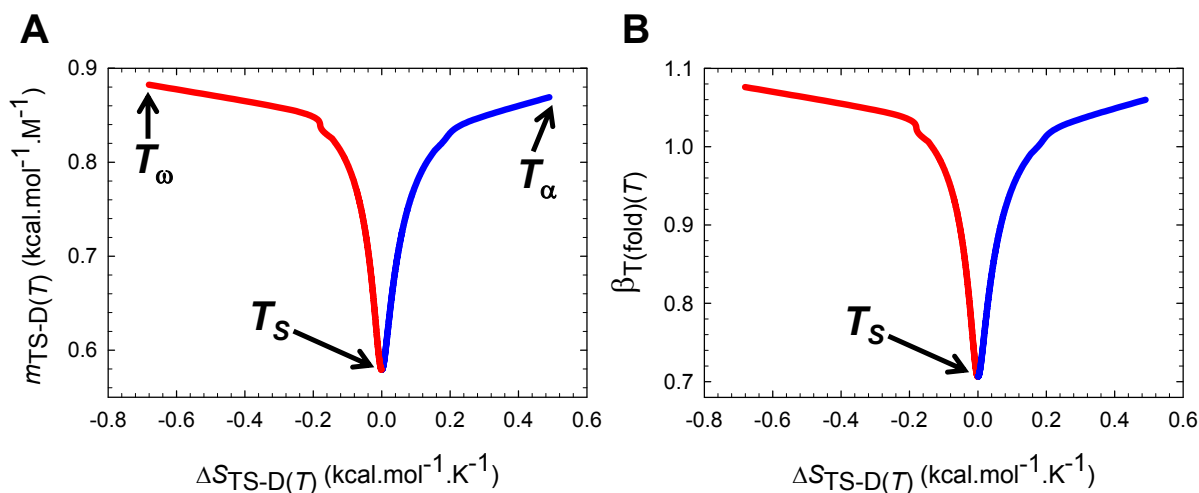 A
m_TS-D(T) (kcal.mol⁻¹.M⁻¹)
0.9
0.8
0.7
0.6
T_ω
T_α
T_S
-0.8 -0.6 -0.4 -0.2 0.0 0.2 0.4 0.6
ΔS_TS-D(T) (kcal.mol⁻¹.K⁻¹)
B
β_T(fold)(T)
1.1
1.0
0.9
0.8
0.7
T_S
-0.8 -0.6 -0.4 -0.2 0.0 0.2 0.4 0.6
ΔS_TS-D(T) (kcal.mol⁻¹.K⁻¹)